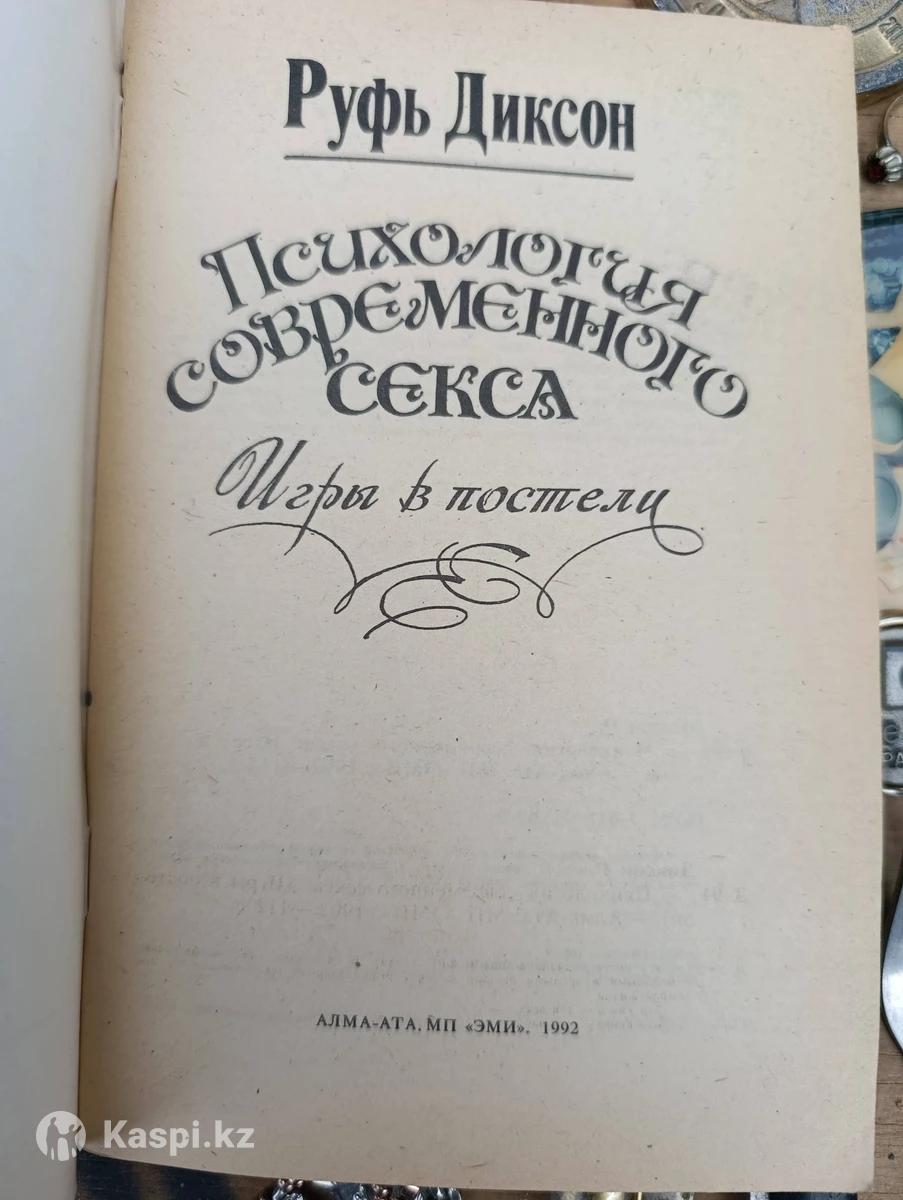 Руфь Диксон
Психология
современного
секса
Игры в постели
АЛМА-АТА, МП «ЭМИ», 1992
Kaspi.kz